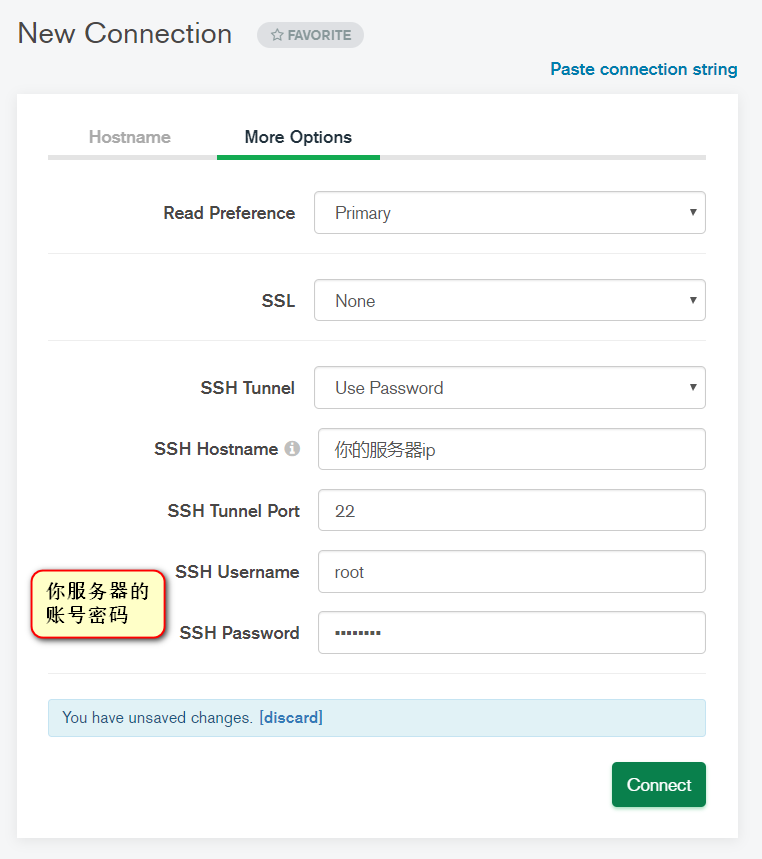 New Connection
FAVORITE
Paste connection string
Hostname
More Options
Read Preference
Primary
SSL
None
SSH Tunnel
Use Password
SSH Hostname
你的服务器ip
SSH Tunnel Port
22
SSH Username
root
你服务器的
账号密码
SSH Password
••••••••
You have unsaved changes. [discard]
Connect